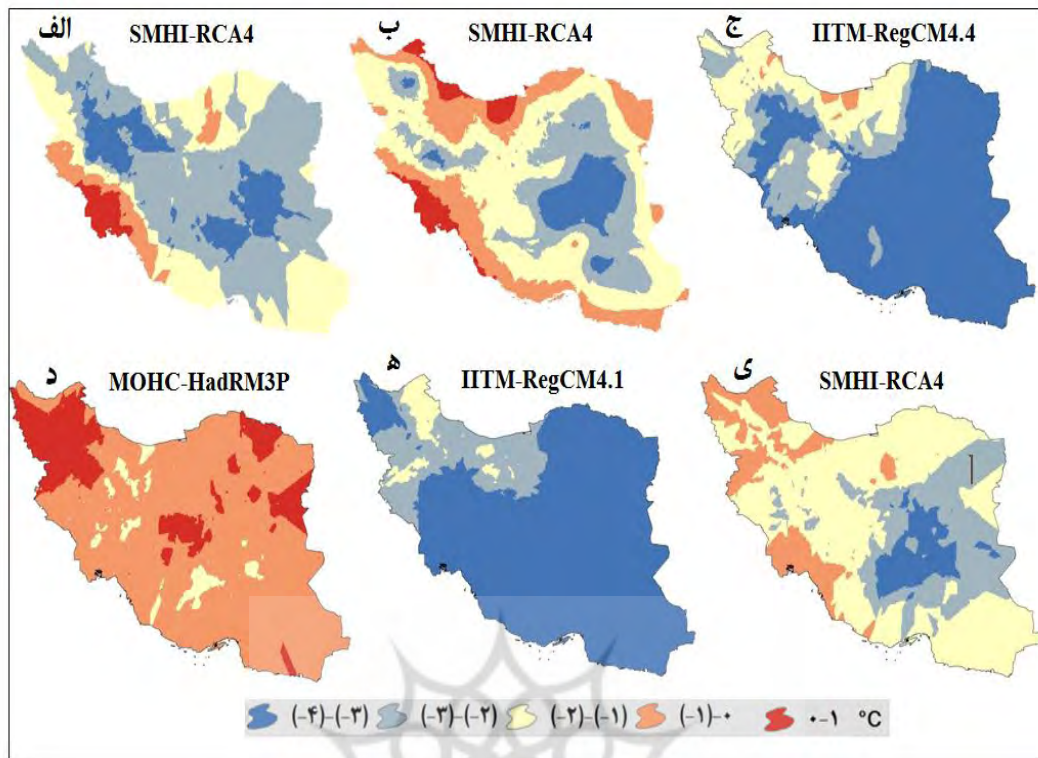 الف SMHI-RCA4
ب SMHI-RCA4
ج IITM-RegCM4.4
د MOHC-HadRM3P
ه IITM-RegCM4.1
ی SMHI-RCA4
(-۴)-(-۳) (-۳)-(-۲) (-۲)-(-۱) (-۱)-۰ ۰-۱ °C